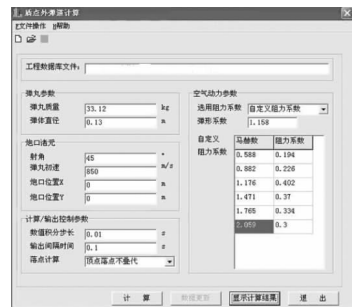 质点外弹道计算
F文件操作 H帮助
工程数据库文件:
弹丸参数
弹丸质量 33.12 kg
弹体直径 0.13 m
炮口诸元
射角 45 °
弹丸初速 850 m/s
炮口位置X 0 m
炮口位置Y 0 m
计算/输出控制参数
数值积分步长 0.01 s
输出间隔时间 0.1 s
落点计算 顶点落点不叠代
空气动力参数
选用阻力系数 自定义阻力系数
弹形系数 1.158
自定义
阻力系数
马赫数 阻力系数
0.588 0.194
0.882 0.226
1.176 0.402
1.471 0.37
1.765 0.334
2.059 0.3
计 算 数据更新 显示计算结果 退 出